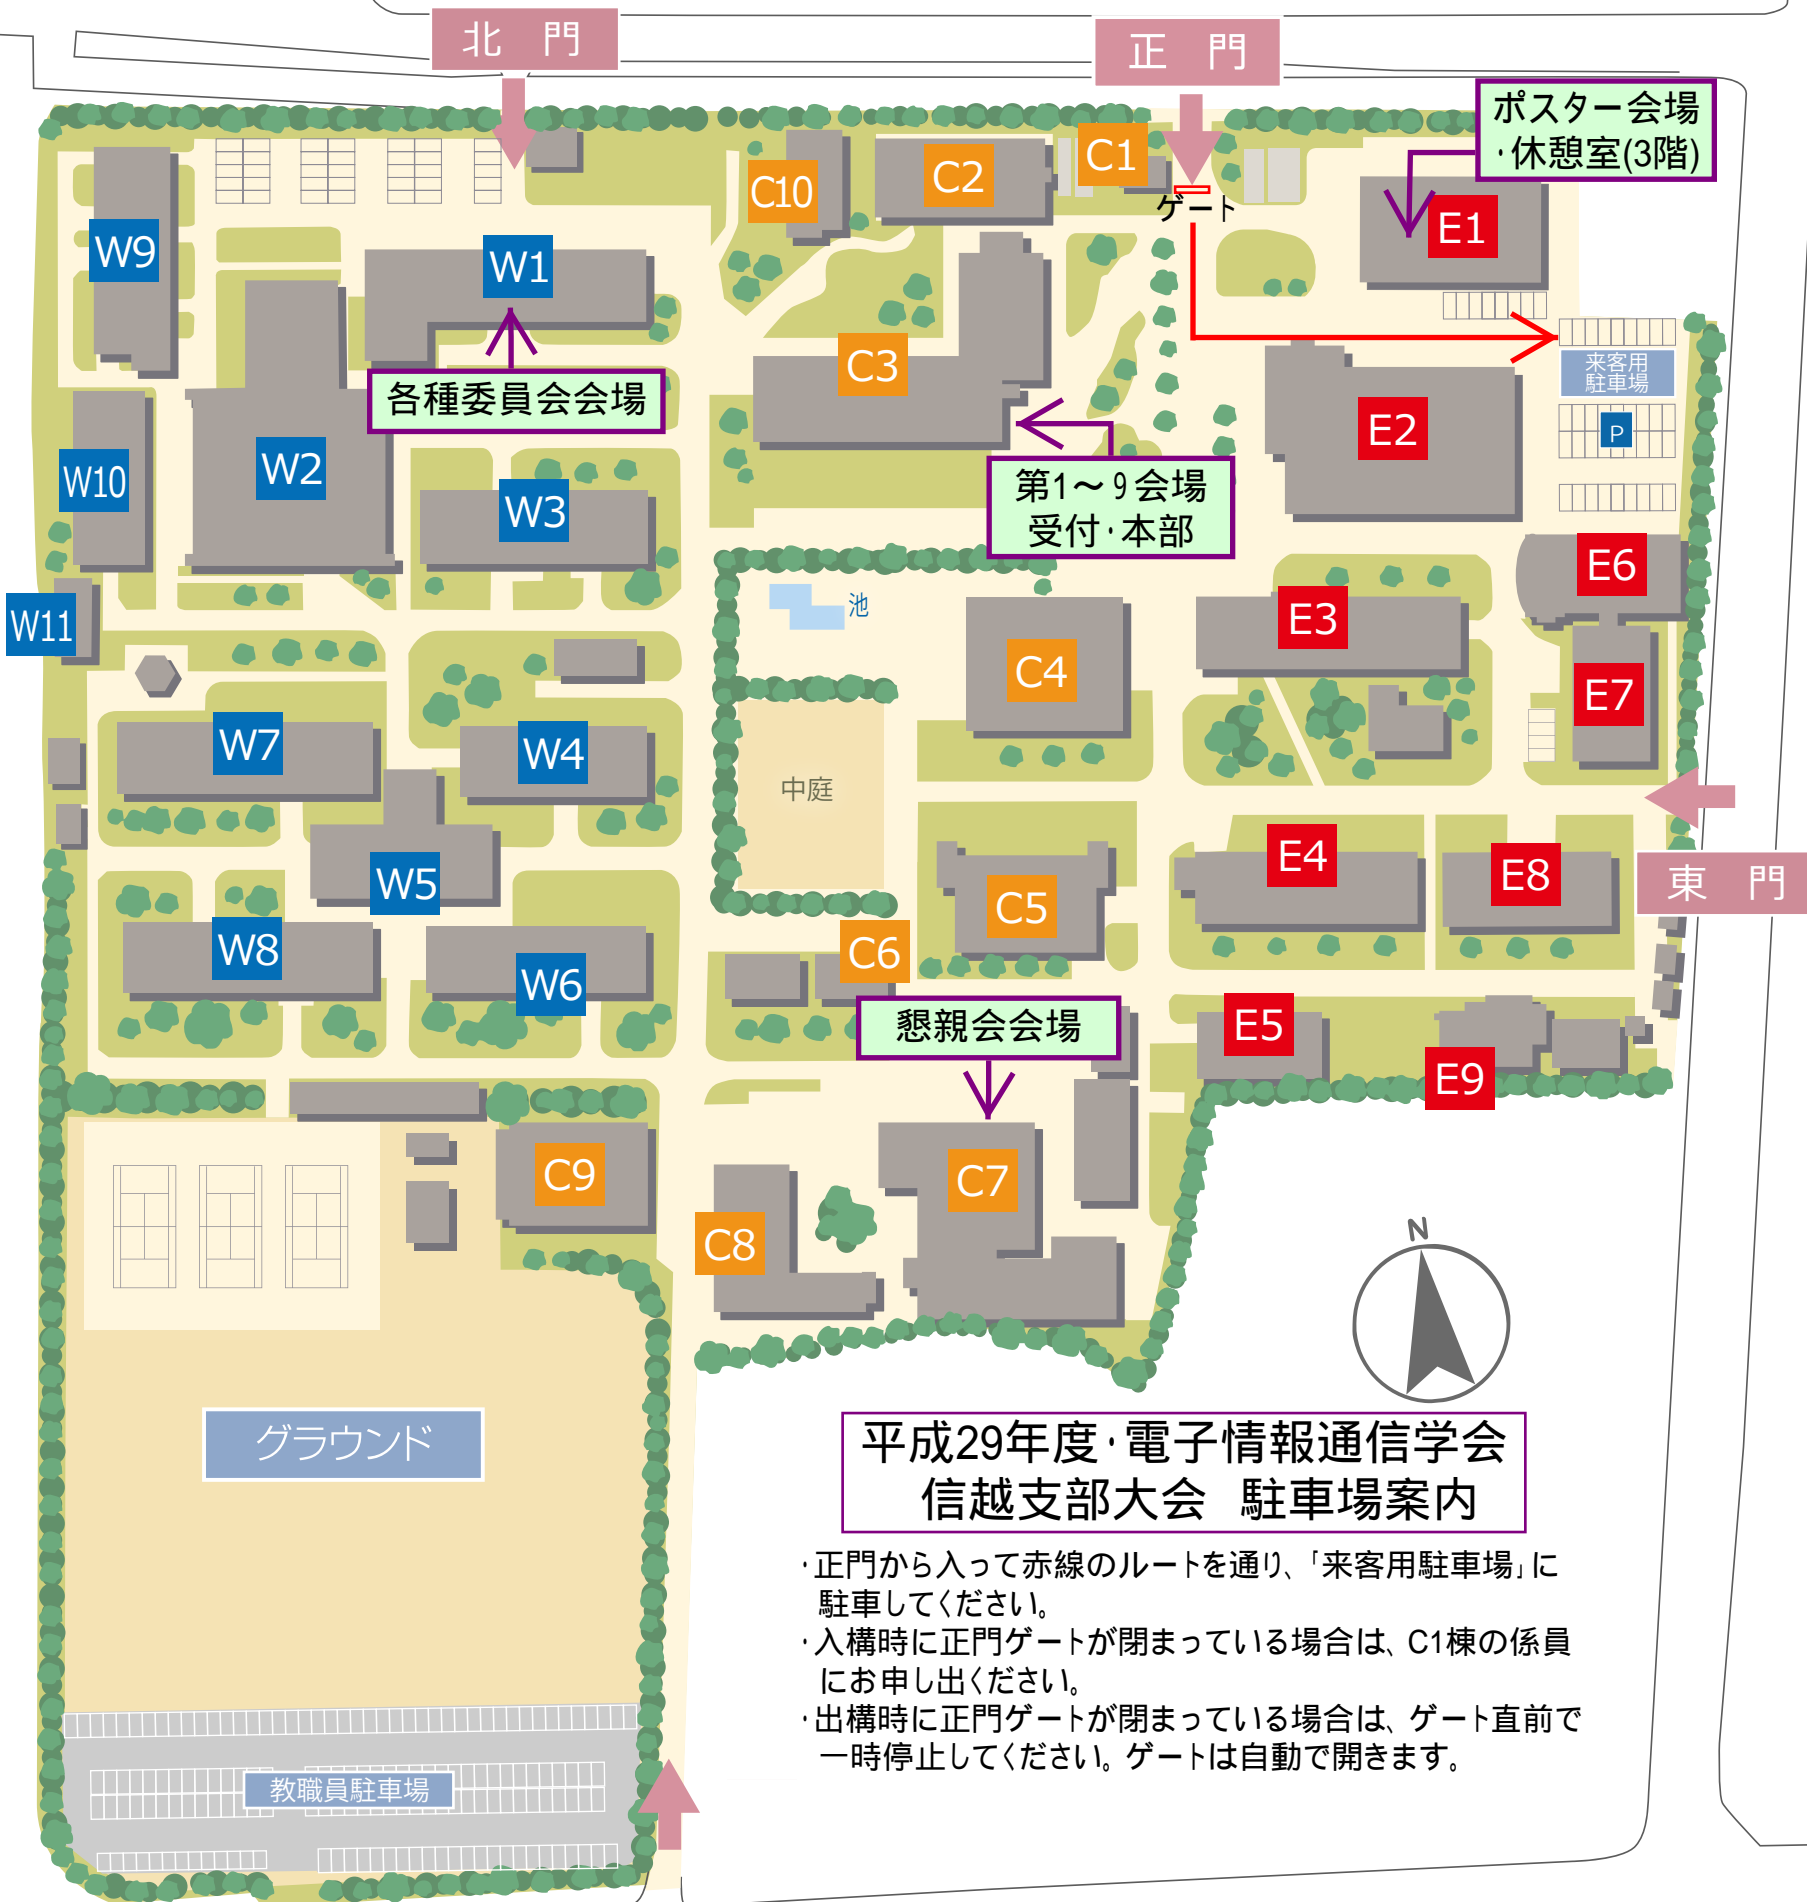 北 門
正 門
ポスター会場
・休憩室(3階)
C1
C2
C10
ゲート
E1
W9
W1
C3
来客用
駐車場
各種委員会会場
E2
P
W10
W2
W3
第1～9会場
受付・本部
E6
W11
池
E3
C4
E7
W7
W4
中庭
E4
E8
東 門
W5
C5
W8
C6
W6
懇親会会場
E5
E9
C9
C7
C8
N
グラウンド
平成29年度・電子情報通信学会
信越支部大会 駐車場案内
・正門から入って赤線のルートを通り、「来客用駐車場」に
駐車してください。
・入構時に正門ゲートが閉まっている場合は、C1棟の係員
にお申し出ください。
・出構時に正門ゲートが閉まっている場合は、ゲート直前で
一時停止してください。ゲートは自動で開きます。
教職員駐車場